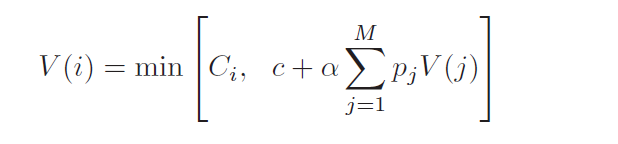 V(i) = min [ C_i, c + α ∑_{j=1}^{M} p_j V(j) ]